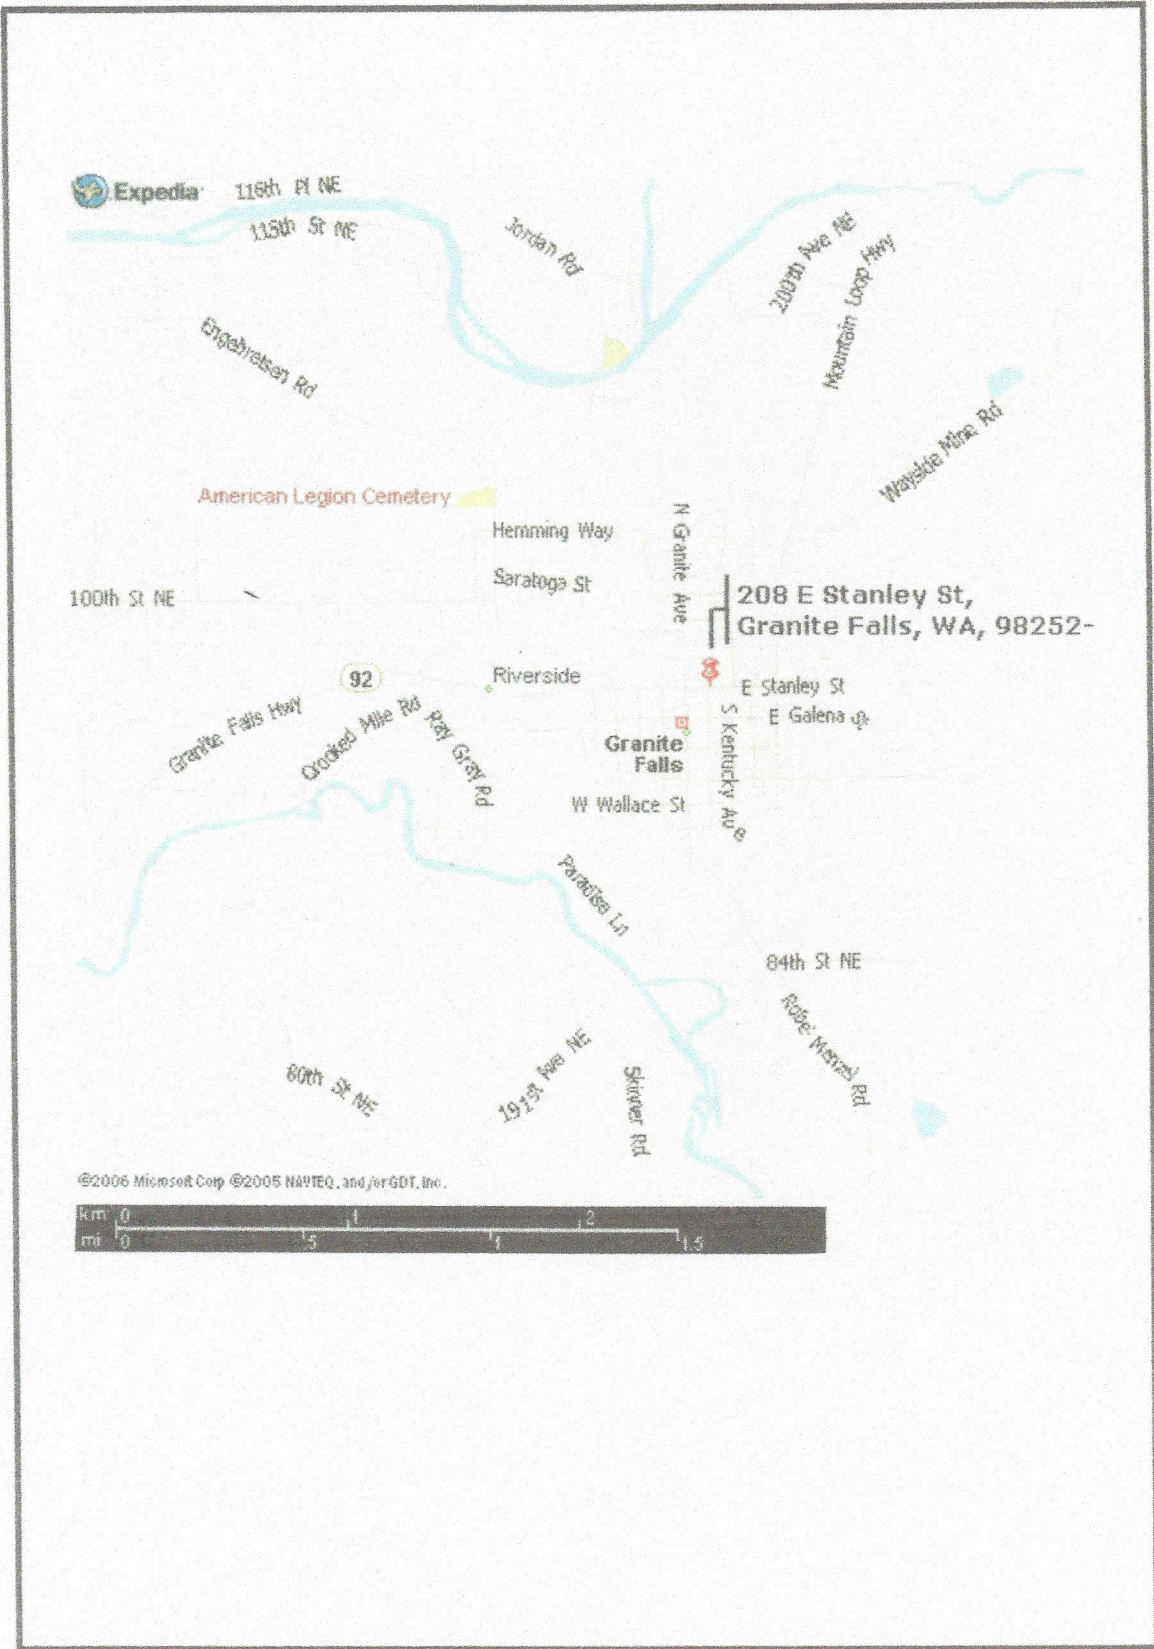 Expedia
116th Pl NE
115th St NE
Jordan Rd
200th Ave NE
Mountain Loop Hwy
Engebretsen Rd
Wayside Mine Rd
American Legion Cemetery
Hemming Way
N Granite Ave
Saratoga St
100th St NE
208 E Stanley St,
Granite Falls, WA, 98252-
92
Riverside
E Stanley St
E Galena St
Granite Falls Hwy
Crooked Mile Rd
Ray Gray Rd
S Kentucky Ave
Granite
Falls
W Wallace St
Paradise Ln
84th St NE
Robe Menzel Rd
80th St NE
191st Ave NE
Skinner Rd
©2006 Microsoft Corp ©2005 NAVTEQ, and/or GDT, Inc.
km 0 1 2
mi 0 .5 1 1.5